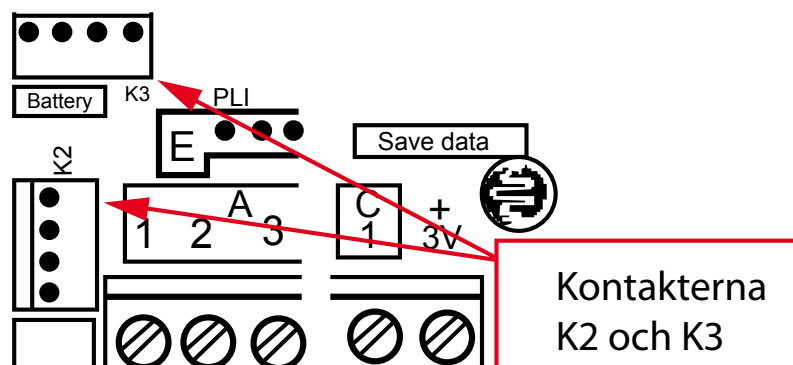 Battery
K3
PLI
E
Save data
K2
A
1 2 3
C
1
+
3V
Kontakterna
K2 och K3